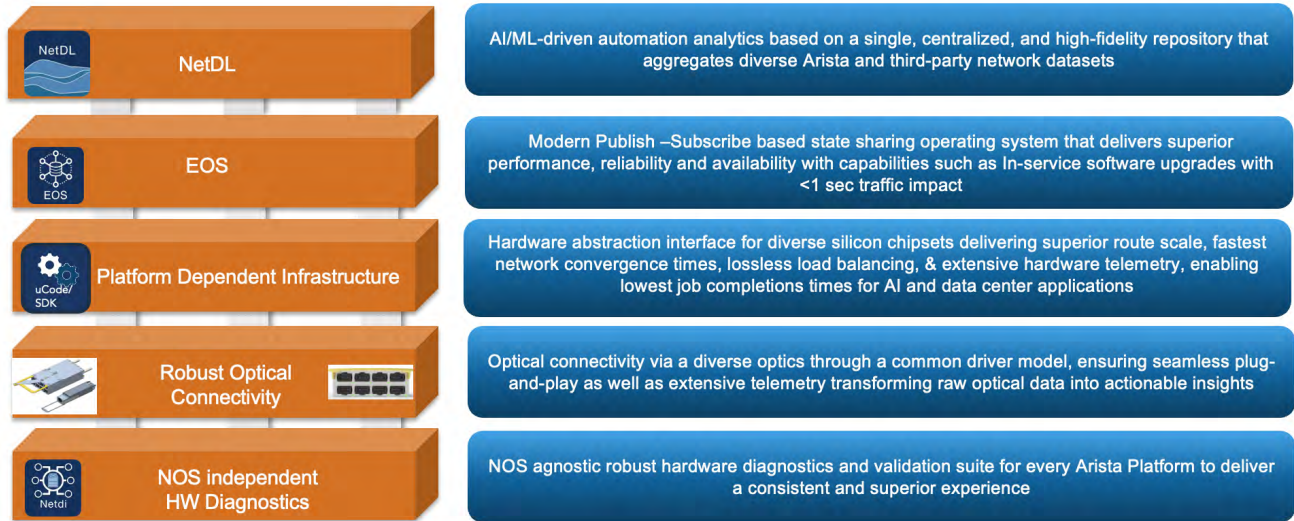 NetDL
NetDL
AI/ML-driven automation analytics based on a single, centralized, and high-fidelity repository that
aggregates diverse Arista and third-party network datasets
EOS
EOS
Modern Publish –Subscribe based state sharing operating system that delivers superior
performance, reliability and availability with capabilities such as In-service software upgrades with
<1 sec traffic impact
uCode/
SDK
Platform Dependent Infrastructure
Hardware abstraction interface for diverse silicon chipsets delivering superior route scale, fastest
network convergence times, lossless load balancing, & extensive hardware telemetry, enabling
lowest job completions times for AI and data center applications
Robust Optical
Connectivity
Optical connectivity via a diverse optics through a common driver model, ensuring seamless plug-
and-play as well as extensive telemetry transforming raw optical data into actionable insights
Netdi
NOS independent
HW Diagnostics
NOS agnostic robust hardware diagnostics and validation suite for every Arista Platform to deliver
a consistent and superior experience